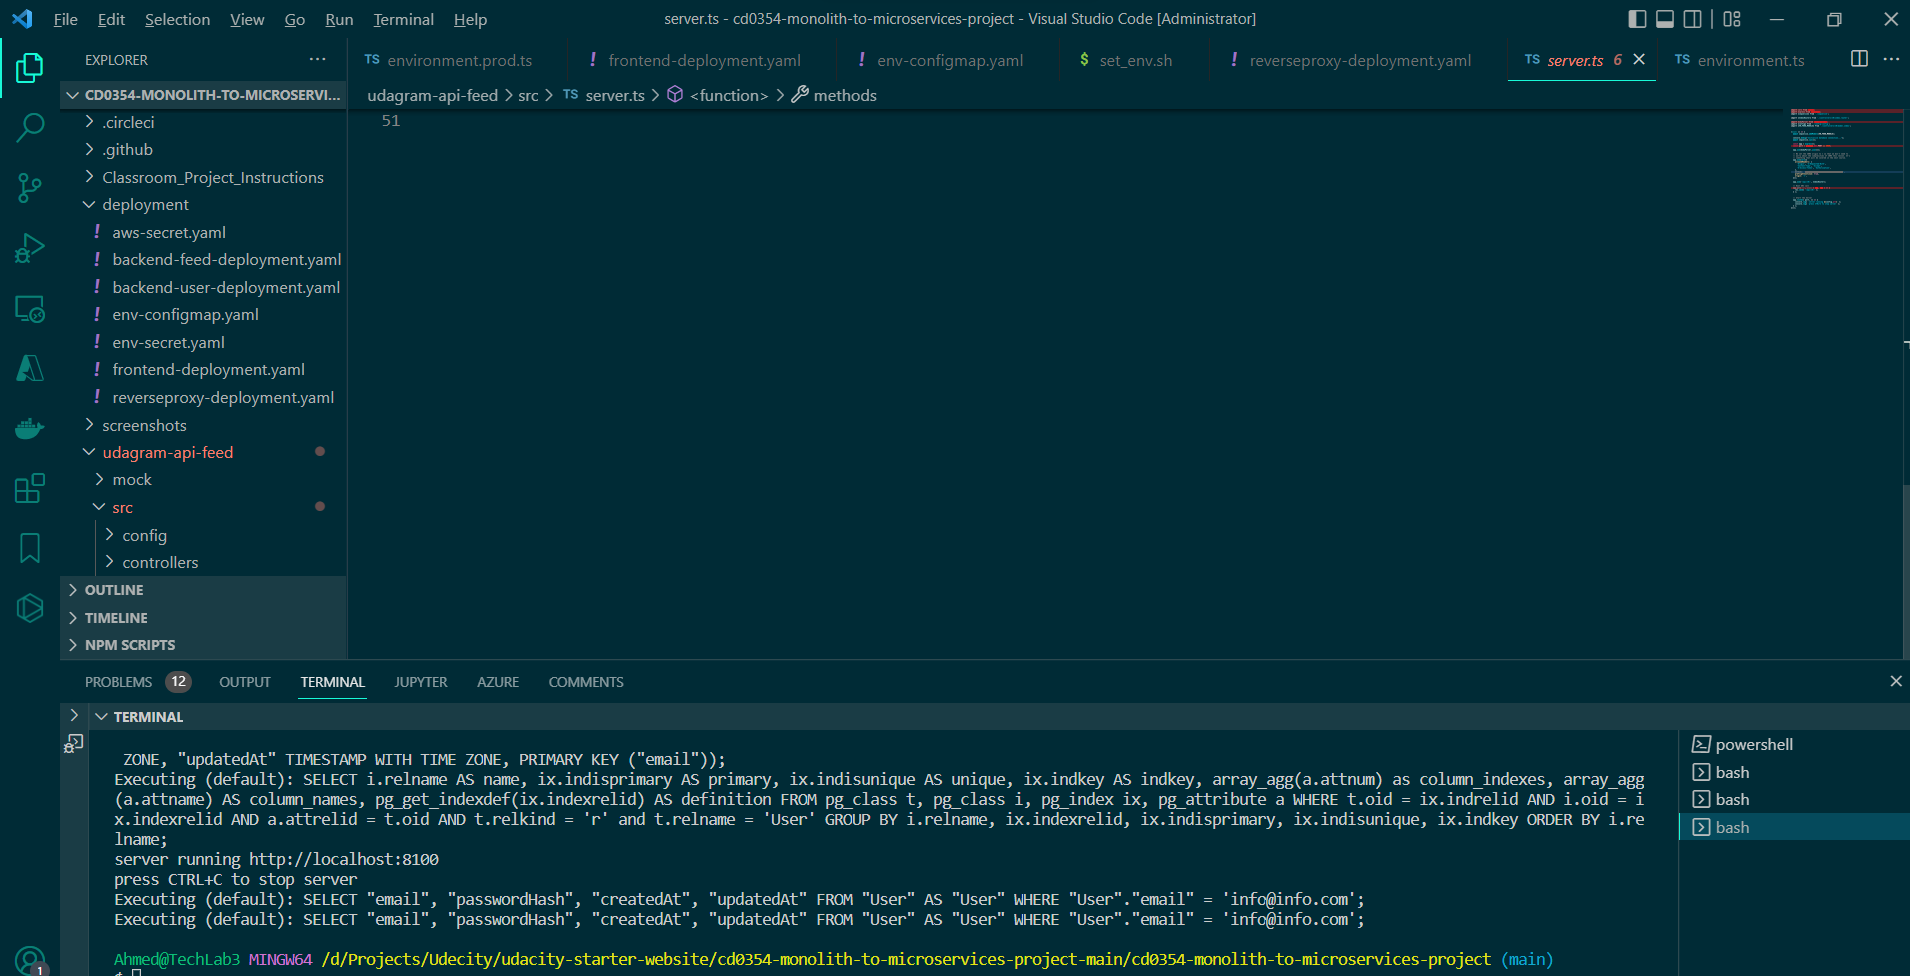 File Edit Selection View Go Run Terminal Help server.ts - cd0354-monolith-to-microservices-project - Visual Studio Code [Administrator]
EXPLORER
CD0354-MONOLITH-TO-MICROSERVI...
.circleci
.github
Classroom_Project_Instructions
deployment
aws-secret.yaml
backend-feed-deployment.yaml
backend-user-deployment.yaml
env-configmap.yaml
env-secret.yaml
frontend-deployment.yaml
reverseproxy-deployment.yaml
screenshots
udagram-api-feed
mock
src
config
controllers
OUTLINE
TIMELINE
NPM SCRIPTS
TS environment.prod.ts ! frontend-deployment.yaml ! env-configmap.yaml $ set_env.sh ! reverseproxy-deployment.yaml TS server.ts 6 TS environment.ts
udagram-api-feed > src > TS server.ts > <function> > methods
51
PROBLEMS 12 OUTPUT TERMINAL JUPYTER AZURE COMMENTS
TERMINAL
ZONE, "updatedAt" TIMESTAMP WITH TIME ZONE, PRIMARY KEY ("email"));
Executing (default): SELECT i.relname AS name, ix.indisprimary AS primary, ix.indisunique AS unique, ix.indkey AS indkey, array_agg(a.attnum) as column_indexes, array_agg
(a.attname) AS column_names, pg_get_indexdef(ix.indexrelid) AS definition FROM pg_class t, pg_class i, pg_index ix, pg_attribute a WHERE t.oid = ix.indrelid AND i.oid = i
x.indexrelid AND a.attrelid = t.oid AND t.relkind = 'r' and t.relname = 'User' GROUP BY i.relname, ix.indexrelid, ix.indisprimary, ix.indisunique, ix.indkey ORDER BY i.re
lname;
server running http://localhost:8100
press CTRL+C to stop server
Executing (default): SELECT "email", "passwordHash", "createdAt", "updatedAt" FROM "User" AS "User" WHERE "User"."email" = 'info@info.com';
Executing (default): SELECT "email", "passwordHash", "createdAt", "updatedAt" FROM "User" AS "User" WHERE "User"."email" = 'info@info.com';
Ahmed@TechLab3 MINGW64 /d/Projects/Udecity/udacity-starter-website/cd0354-monolith-to-microservices-project-main/cd0354-monolith-to-microservices-project (main)
$
powershell
bash
bash
bash
1